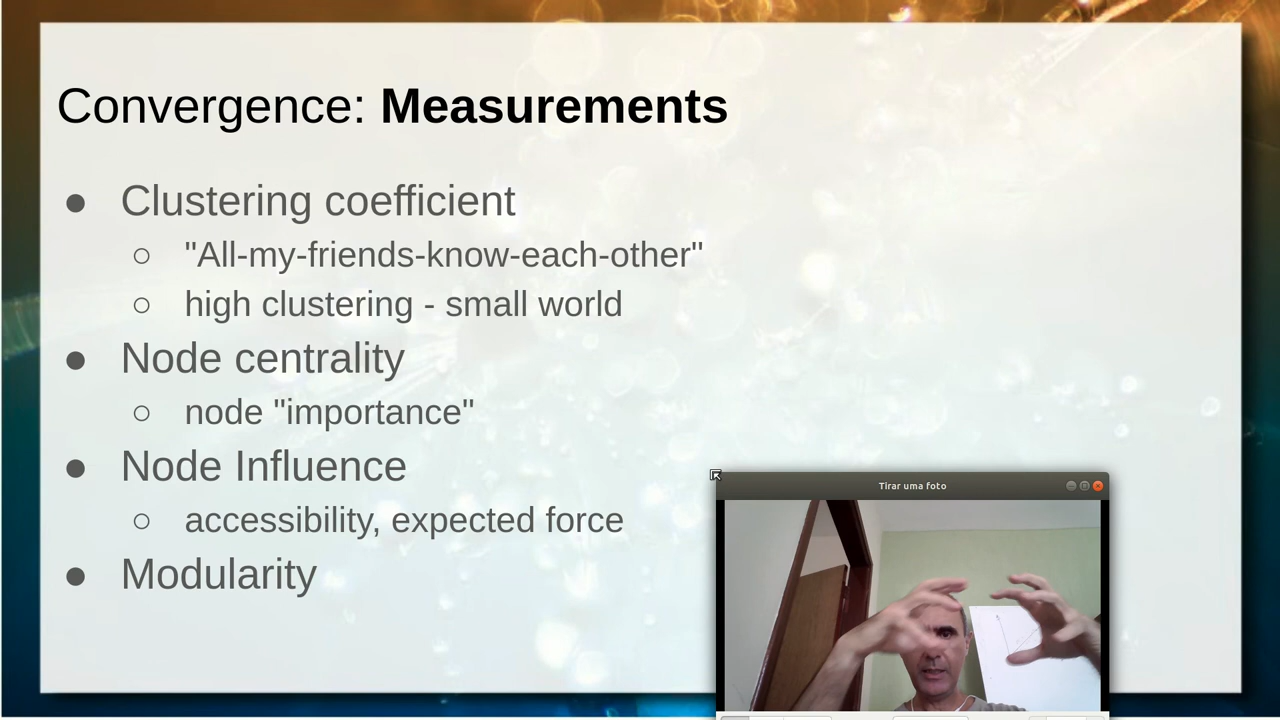 Convergence: Measurements
● Clustering coefficient
○ "All-my-friends-know-each-other"
○ high clustering - small world
● Node centrality
○ node "importance"
● Node Influence
○ accessibility, expected force
● Modularity
Tirar uma foto